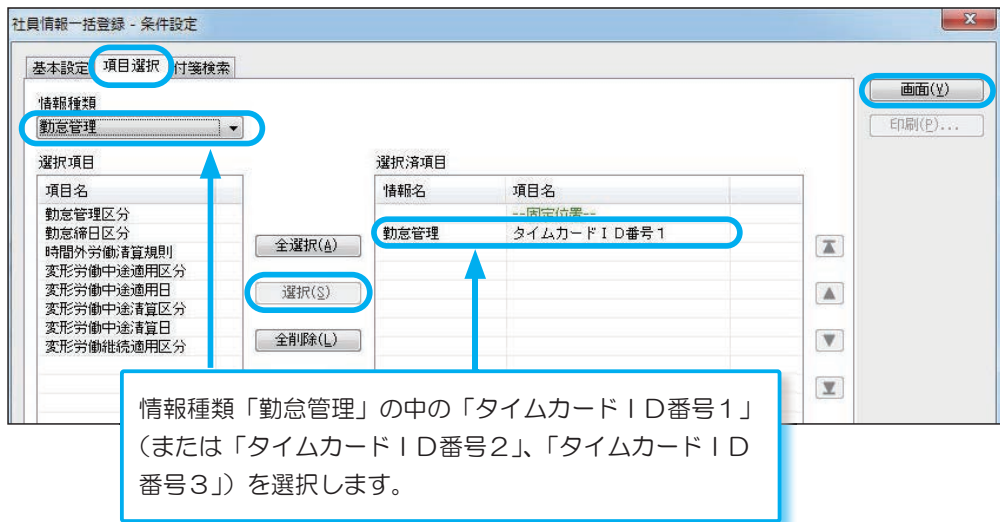 社員情報一括登録 - 条件設定
基本設定 項目選択 付箋検索
画面(V)
情報種類
勤怠管理
印刷(P)...
選択項目 選択済項目
項目名 情報名 項目名
勤怠管理区分 --固定位置--
勤怠締日区分 勤怠管理 タイムカードＩＤ番号１
時間外労働清算規則 全選択(A)
変形労働中途適用区分
変形労働中途適用日 選択(S)
変形労働中途清算区分
変形労働中途清算日 全削除(L)
変形労働継続適用区分
情報種類「勤怠管理」の中の「タイムカードＩＤ番号１」
（または「タイムカードＩＤ番号２」、「タイムカードＩＤ
番号３」）を選択します。